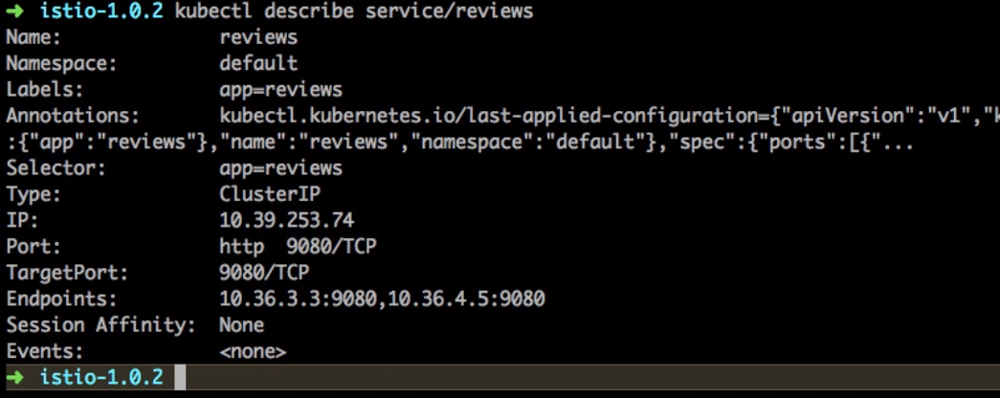 ➜ istio-1.0.2 kubectl describe service/reviews
Name: reviews
Namespace: default
Labels: app=reviews
Annotations: kubectl.kubernetes.io/last-applied-configuration={"apiVersion":"v1","k
:{"app":"reviews"},"name":"reviews","namespace":"default"},"spec":{"ports":[{"...
Selector: app=reviews
Type: ClusterIP
IP: 10.39.253.74
Port: http 9080/TCP
TargetPort: 9080/TCP
Endpoints: 10.36.3.3:9080,10.36.4.5:9080
Session Affinity: None
Events: <none>
➜ istio-1.0.2